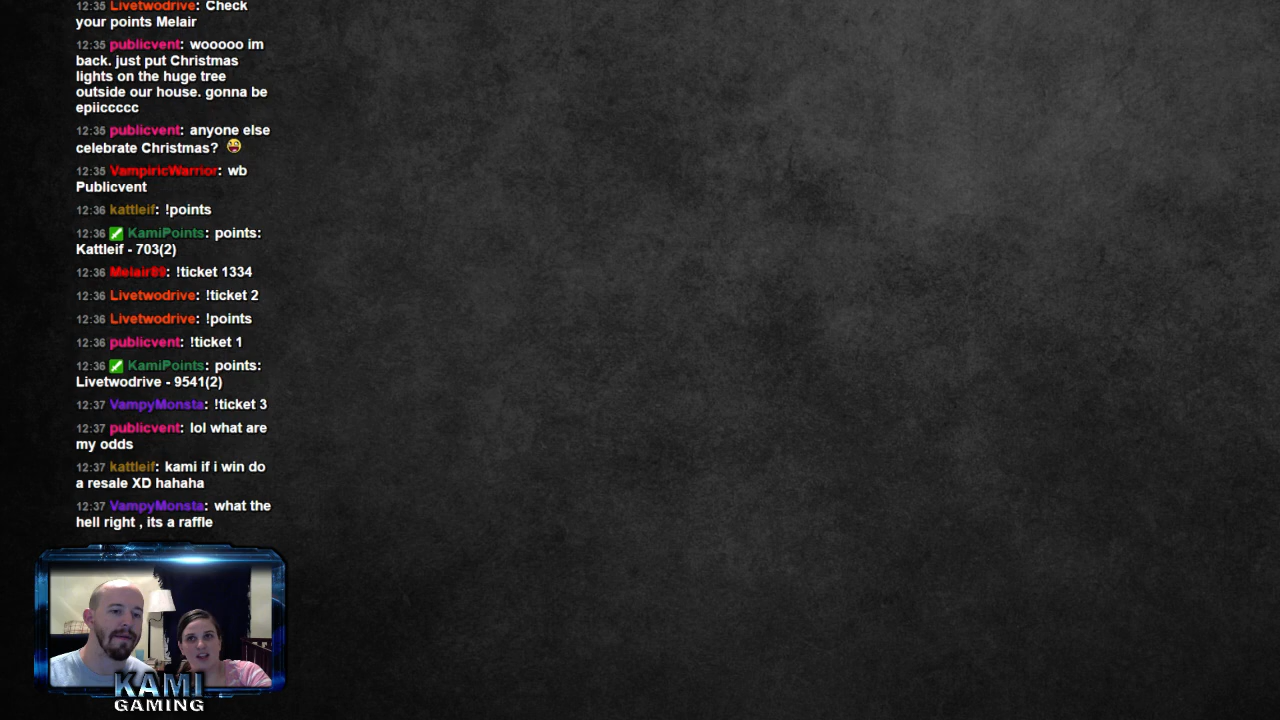 12:35 Livetwodrive: Check
your points Melair
12:35 publicvent: wooooo im
back. just put Christmas
lights on the huge tree
outside our house. gonna be
epiiccccc
12:35 publicvent: anyone else
celebrate Christmas?
12:35 VampiricWarrior: wb
Publicvent
12:36 kattleif: !points
12:36 KamiPoints: points:
Kattleif - 703(2)
12:36 Melair89: !ticket 1334
12:36 Livetwodrive: !ticket 2
12:36 Livetwodrive: !points
12:36 publicvent: !ticket 1
12:36 KamiPoints: points:
Livetwodrive - 9541(2)
12:37 VampyMonsta: !ticket 3
12:37 publicvent: lol what are
my odds
12:37 kattleif: kami if i win do
a resale XD hahaha
12:37 VampyMonsta: what the
hell right , its a raffle
KAMI
GAMING